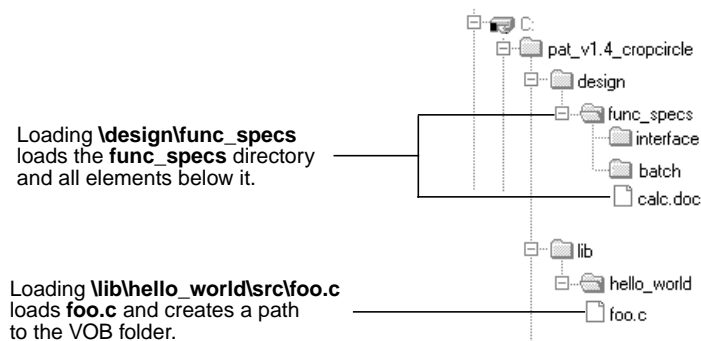 C:
pat_v1.4_cropcircle
design
func_specs
interface
batch
calc.doc
Loading \design\func_specs
loads the func_specs directory
and all elements below it.
lib
hello_world
foo.c
Loading \lib\hello_world\src\foo.c
loads foo.c and creates a path
to the VOB folder.